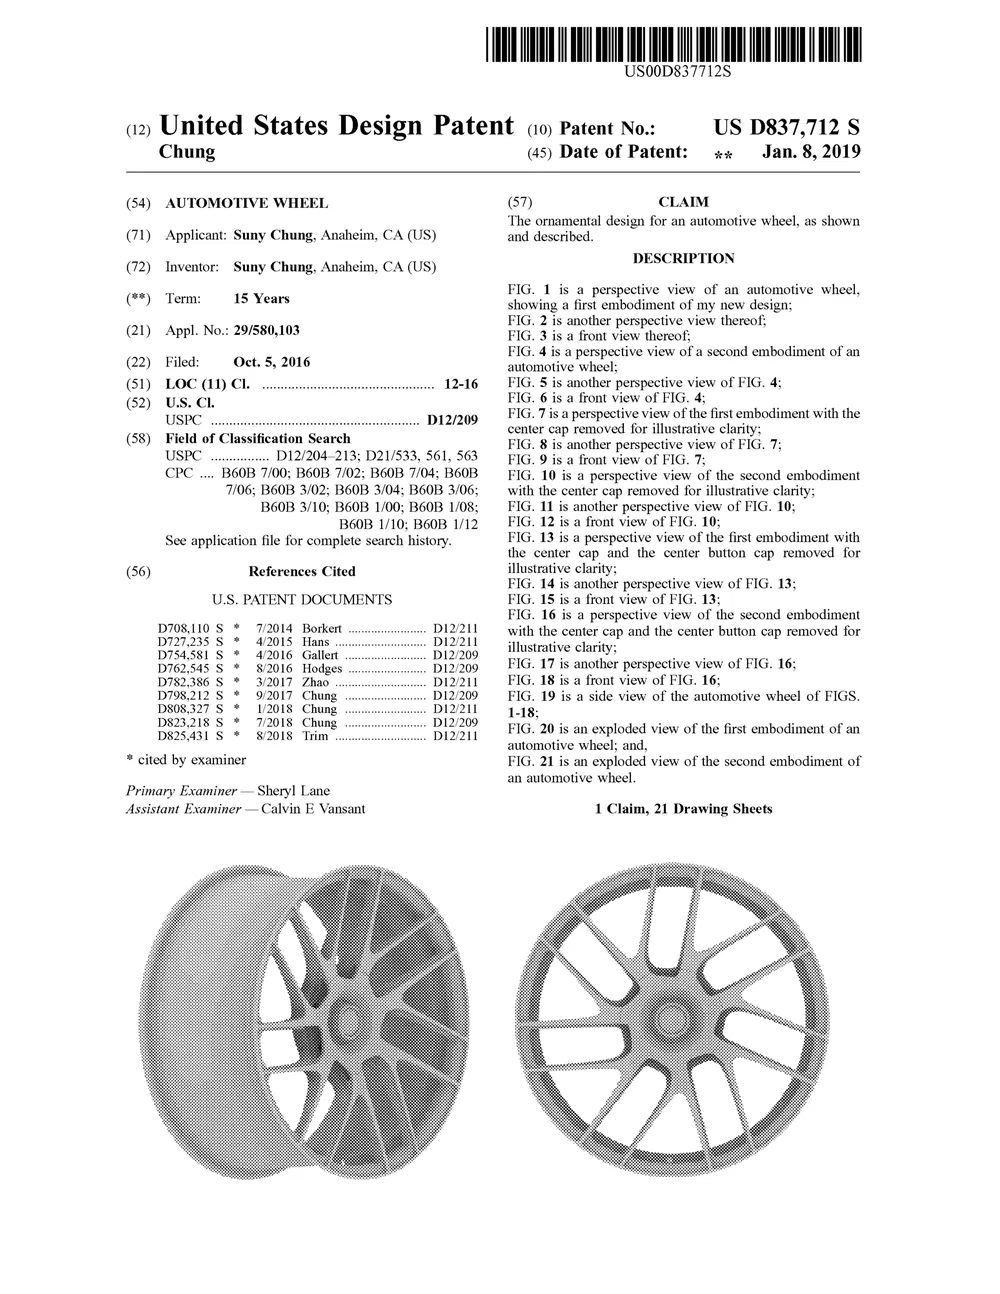 US00D837712S
(12) United States Design Patent
Chung
(10) Patent No.: US D837,712 S
(45) Date of Patent: ** Jan. 8, 2019
(54) AUTOMOTIVE WHEEL
(71) Applicant: Suny Chung, Anaheim, CA (US)
(72) Inventor: Suny Chung, Anaheim, CA (US)
(**) Term: 15 Years
(21) Appl. No.: 29/580,103
(22) Filed: Oct. 5, 2016
(51) LOC (11) Cl. ............................................... 12-16
(52) U.S. Cl.
USPC ......................................................... D12/209
(58) Field of Classification Search
USPC ................ D12/204–213; D21/533, 561, 563
CPC .... B60B 7/00; B60B 7/02; B60B 7/04; B60B
7/06; B60B 3/02; B60B 3/04; B60B 3/06;
B60B 3/10; B60B 1/00; B60B 1/08;
B60B 1/10; B60B 1/12
See application file for complete search history.
(56) References Cited
U.S. PATENT DOCUMENTS
D708,110 S * 7/2014 Borkert ........................ D12/211
D727,235 S * 4/2015 Hans ............................ D12/211
D754,581 S * 4/2016 Gallert ......................... D12/209
D762,545 S * 8/2016 Hodges ........................ D12/209
D782,386 S * 3/2017 Zhao ............................ D12/211
D798,212 S * 9/2017 Chung ......................... D12/209
D808,327 S * 1/2018 Chung ......................... D12/211
D823,218 S * 7/2018 Chung ......................... D12/209
D825,431 S * 8/2018 Trim ............................ D12/211
* cited by examiner
Primary Examiner — Sheryl Lane
Assistant Examiner — Calvin E Vansant
(57) CLAIM
The ornamental design for an automotive wheel, as shown
and described.
DESCRIPTION
FIG. 1 is a perspective view of an automotive wheel,
showing a first embodiment of my new design;
FIG. 2 is another perspective view thereof;
FIG. 3 is a front view thereof;
FIG. 4 is a perspective view of a second embodiment of an
automotive wheel;
FIG. 5 is another perspective view of FIG. 4;
FIG. 6 is a front view of FIG. 4;
FIG. 7 is a perspective view of the first embodiment with the
center cap removed for illustrative clarity;
FIG. 8 is another perspective view of FIG. 7;
FIG. 9 is a front view of FIG. 7;
FIG. 10 is a perspective view of the second embodiment
with the center cap removed for illustrative clarity;
FIG. 11 is another perspective view of FIG. 10;
FIG. 12 is a front view of FIG. 10;
FIG. 13 is a perspective view of the first embodiment with
the center cap and the center button cap removed for
illustrative clarity;
FIG. 14 is another perspective view of FIG. 13;
FIG. 15 is a front view of FIG. 13;
FIG. 16 is a perspective view of the second embodiment
with the center cap and the center button cap removed for
illustrative clarity;
FIG. 17 is another perspective view of FIG. 16;
FIG. 18 is a front view of FIG. 16;
FIG. 19 is a side view of the automotive wheel of FIGS.
1-18;
FIG. 20 is an exploded view of the first embodiment of an
automotive wheel; and,
FIG. 21 is an exploded view of the second embodiment of
an automotive wheel.
1 Claim, 21 Drawing Sheets